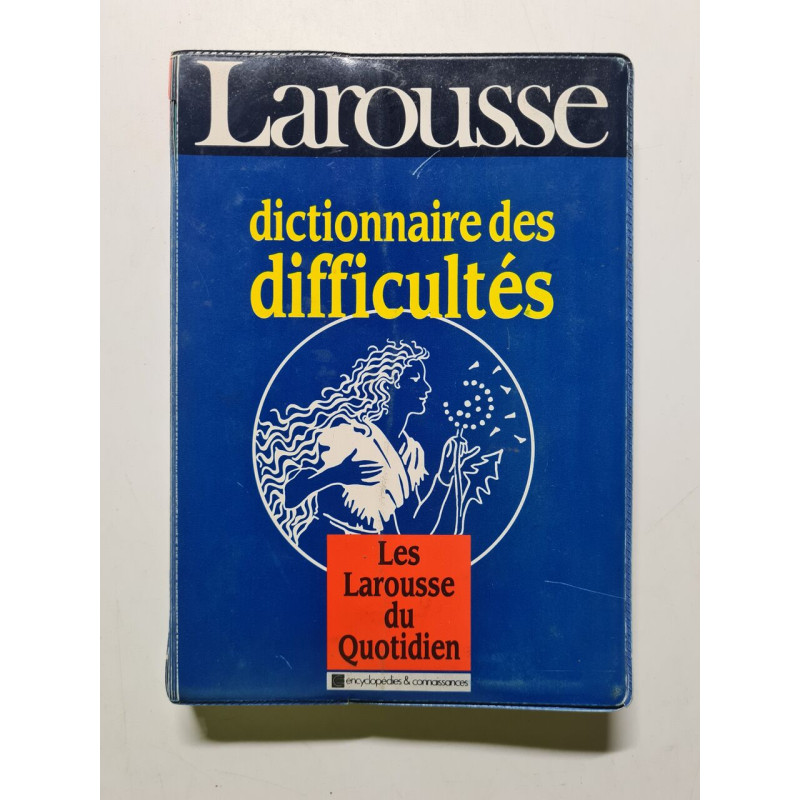 Larousse
dictionnaire des
difficultés
Les
Larousse
du
Quotidien
encyclopédies & connaissances